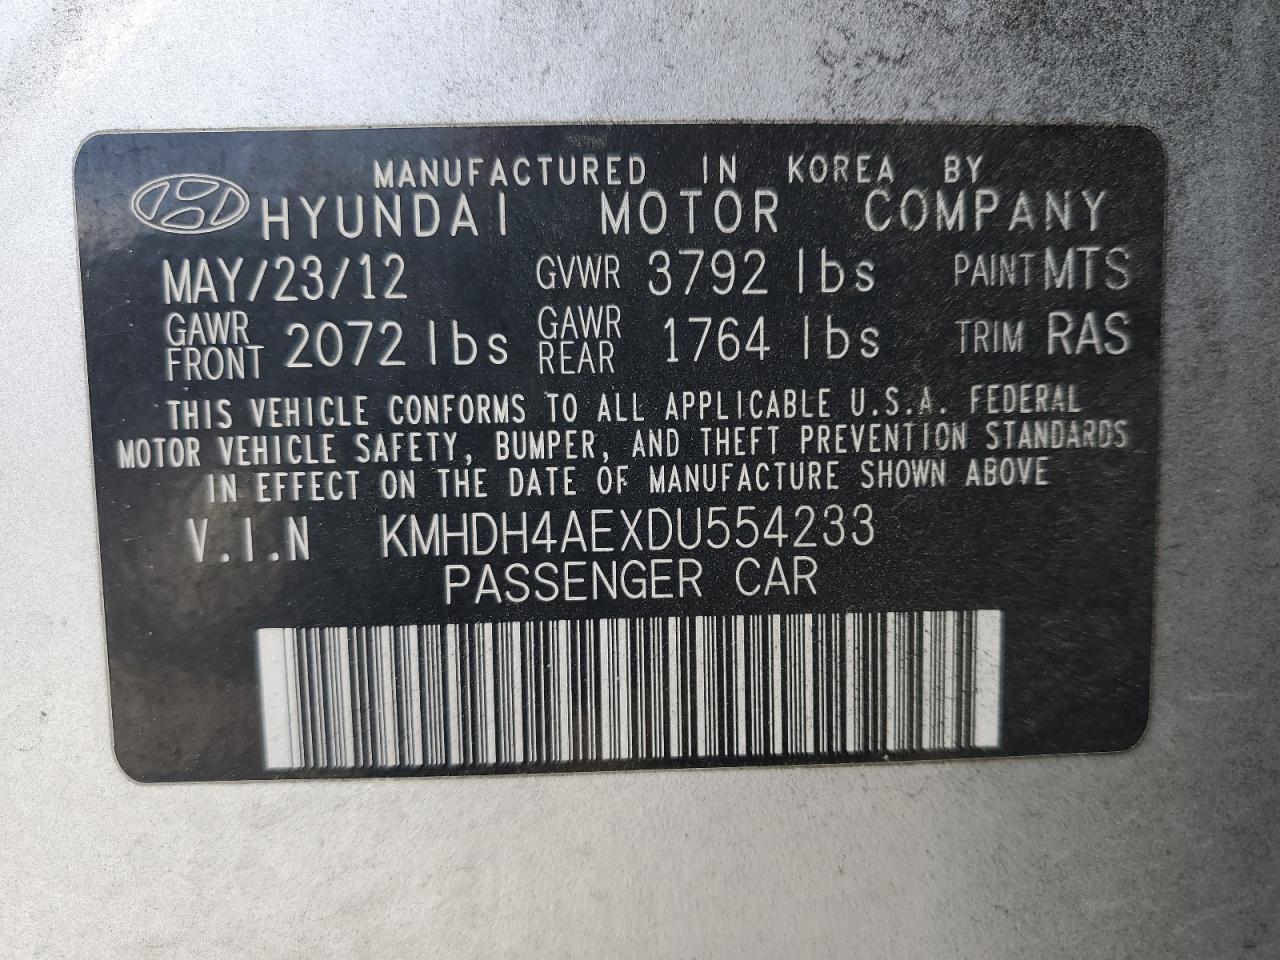 MANUFACTURED IN KOREA BY
HYUNDAI MOTOR COMPANY
MAY/23/12 GVWR 3792 lbs PAINT MTS
GAWR FRONT 2072 lbs GAWR REAR 1764 lbs TRIM RAS
THIS VEHICLE CONFORMS TO ALL APPLICABLE U.S.A. FEDERAL
MOTOR VEHICLE SAFETY, BUMPER, AND THEFT PREVENTION STANDARDS
IN EFFECT ON THE DATE OF MANUFACTURE SHOWN ABOVE
V.I.N KMHDH4AEXDU554233
PASSENGER CAR